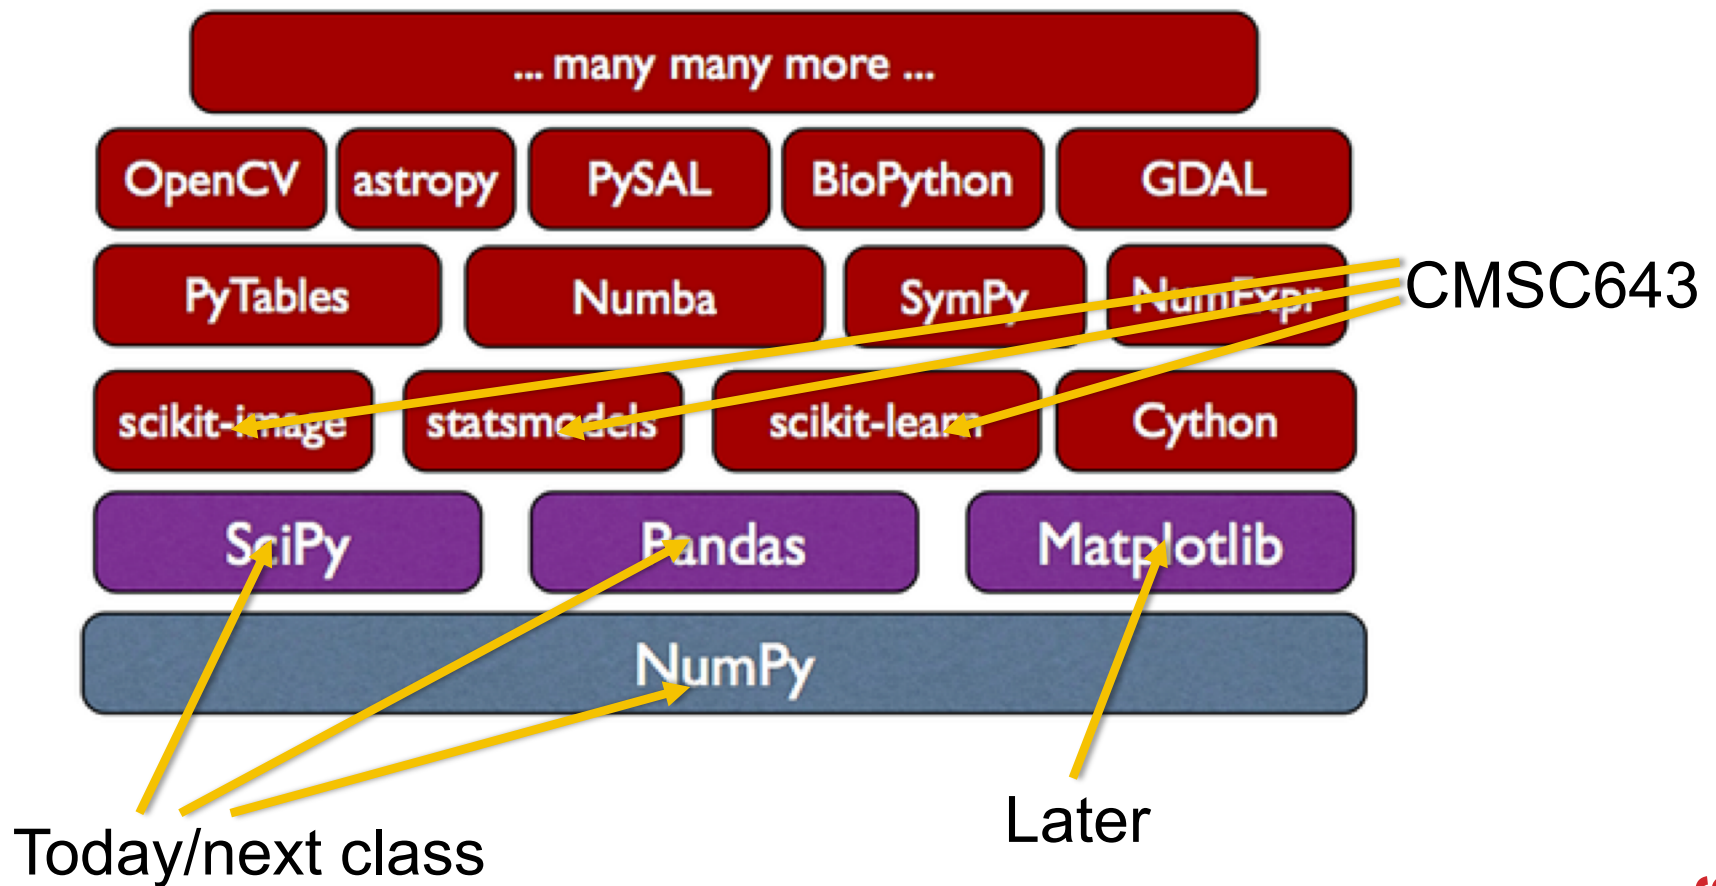 ... many many more ...
OpenCV
astropy
PySAL
BioPython
GDAL
PyTables
Numba
SymPy
NumExpr
CMSC643
scikit-image
statsmodels
scikit-learn
Cython
SciPy
Pandas
Matplotlib
NumPy
Later
Today/next class